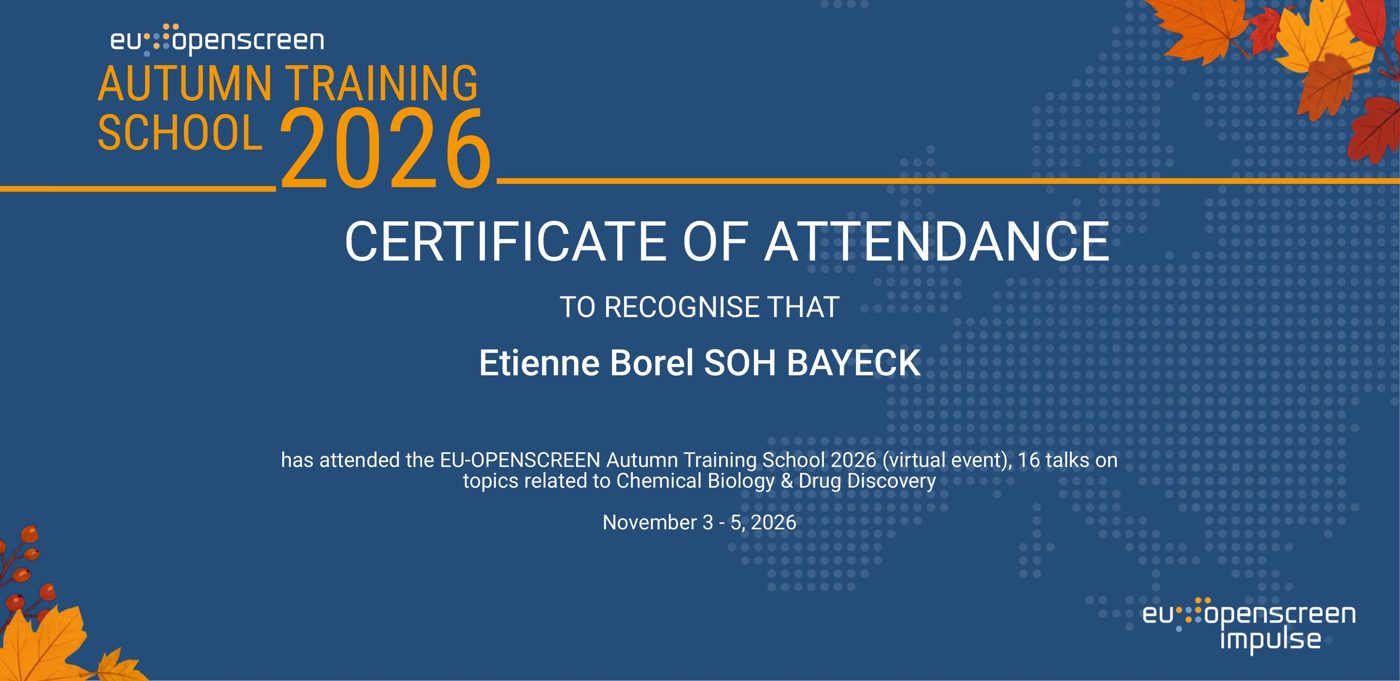 eu openscreen
AUTUMN TRAINING
SCHOOL 2026
CERTIFICATE OF ATTENDANCE
TO RECOGNISE THAT
Etienne Borel SOH BAYECK
has attended the EU-OPENSCREEN Autumn Training School 2026 (virtual event), 16 talks on
topics related to Chemical Biology & Drug Discovery
November 3 - 5, 2026
eu openscreen
impulse